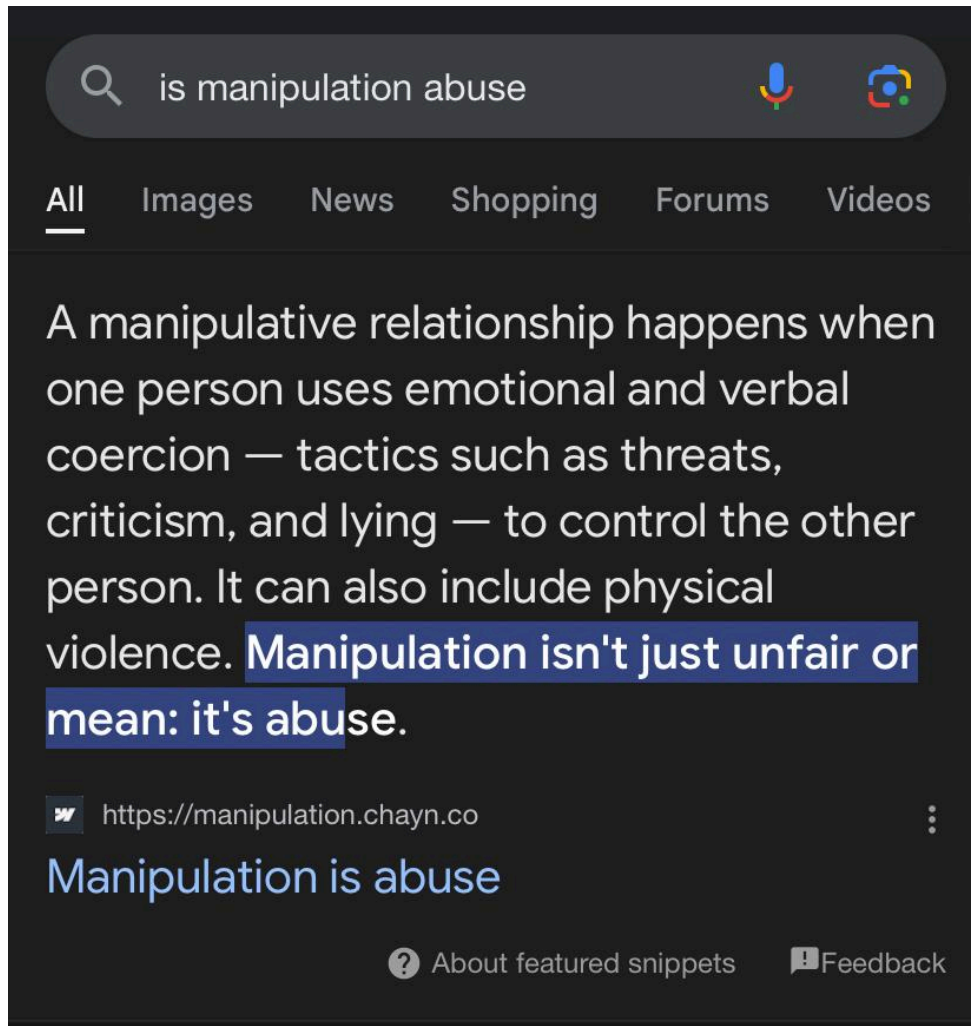 is manipulation abuse
All Images News Shopping Forums Videos
A manipulative relationship happens when
one person uses emotional and verbal
coercion — tactics such as threats,
criticism, and lying — to control the other
person. It can also include physical
violence. Manipulation isn't just unfair or
mean: it's abuse.
https://manipulation.chayn.co
Manipulation is abuse
About featured snippets Feedback